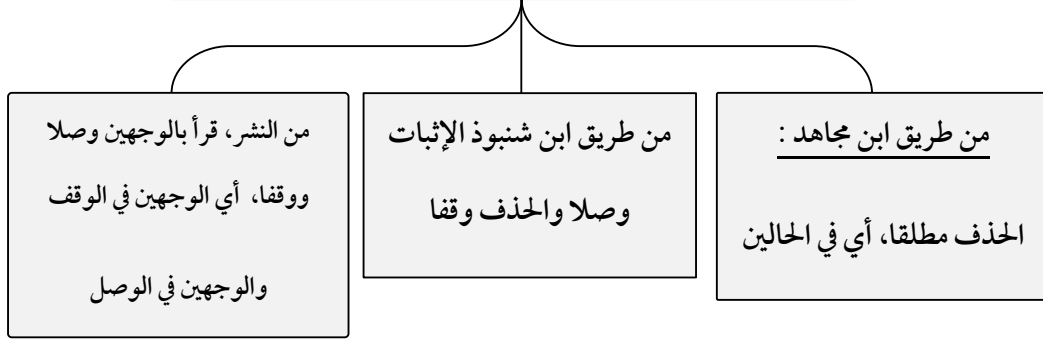 من طريق ابن مجاهد :
الحذف مطلقا، أي في الحالين
من طريق ابن شنبوذ الإثبات
وصلا والحذف وقفا
من النشر، قرأ بالوجهين وصلا
ووقفا، أي الوجهين في الوقف
والوجهين في الوصل